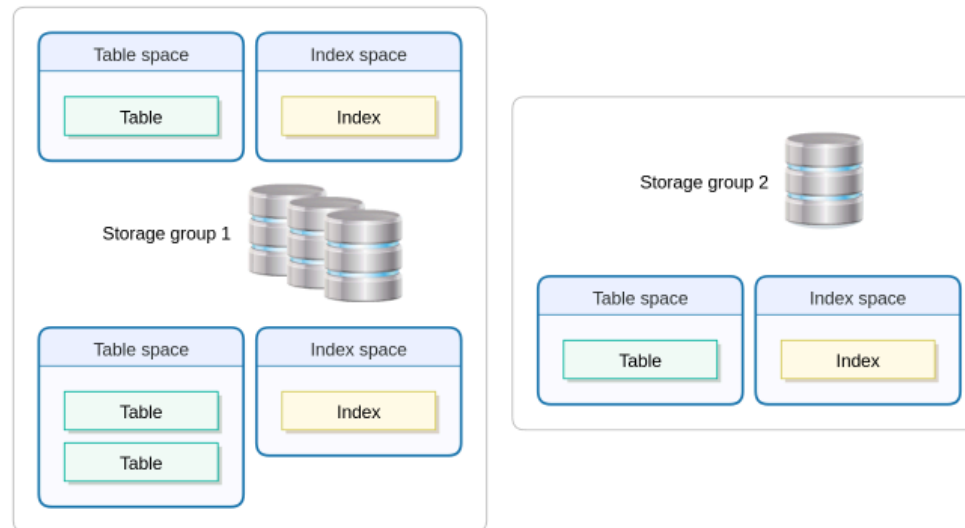 Table space
Index space
Table
Index
Storage group 1
Table space
Index space
Table
Index
Table
Storage group 2
Table space
Index space
Table
Index